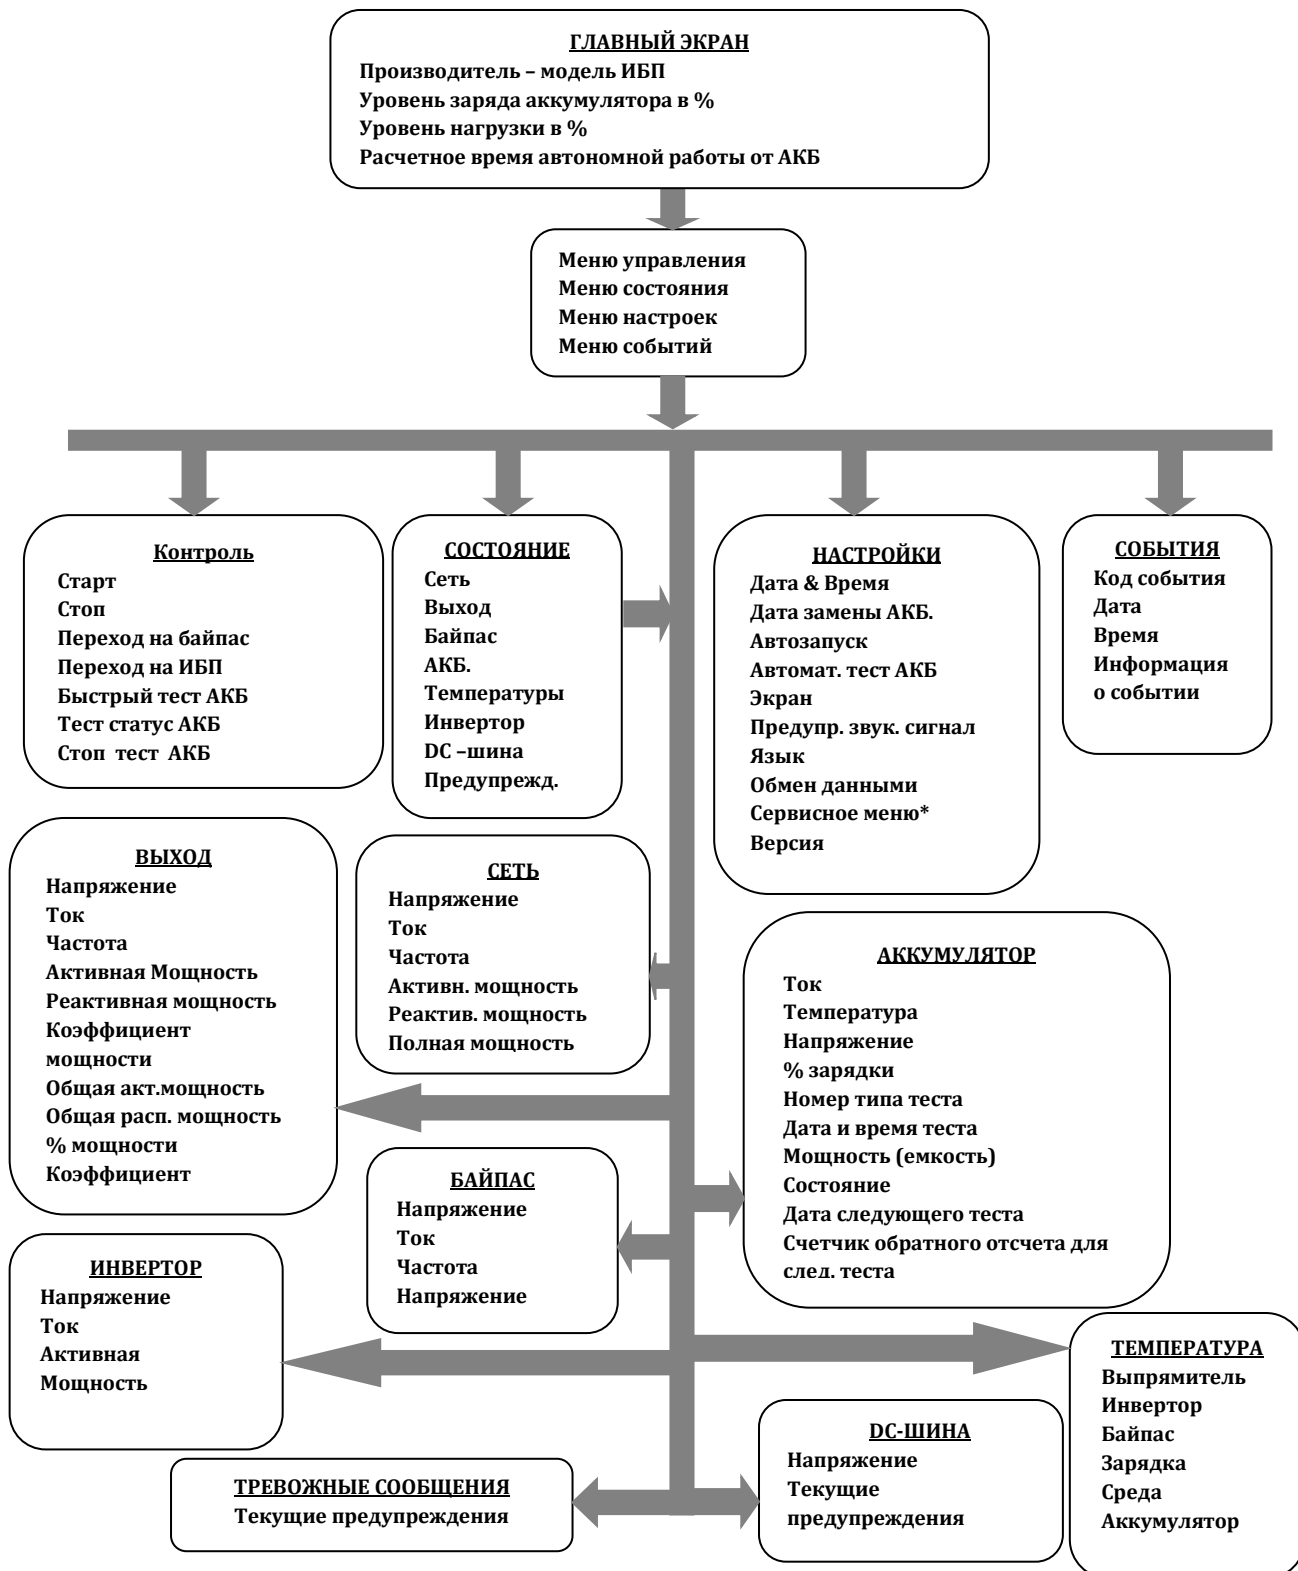 ГЛАВНЫЙ ЭКРАН
Производитель – модель ИБП
Уровень заряда аккумулятора в %
Уровень нагрузки в %
Расчетное время автономной работы от АКБ
Меню управления
Меню состояния
Меню настроек
Меню событий
Контроль
Старт
Стоп
Переход на байпас
Переход на ИБП
Быстрый тест АКБ
Тест статус АКБ
Стоп тест АКБ
СОСТОЯНИЕ
Сеть
Выход
Байпас
АКБ.
Температуры
Инвертор
DC –шина
Предупрежд.
НАСТРОЙКИ
Дата & Время
Дата замены АКБ.
Автозапуск
Автомат. тест АКБ
Экран
Предупр. звук. сигнал
Язык
Обмен данными
Сервисное меню*
Версия
СОБЫТИЯ
Код события
Дата
Время
Информация
о событии
ВЫХОД
Напряжение
Ток
Частота
Активная Мощность
Реактивная мощность
Коэффициент
мощности
Общая акт.мощность
Общая расп. мощность
% мощности
Коэффициент
СЕТЬ
Напряжение
Ток
Частота
Активн. мощность
Реактив. мощность
Полная мощность
АККУМУЛЯТОР
Ток
Температура
Напряжение
% зарядки
Номер типа теста
Дата и время теста
Мощность (емкость)
Состояние
Дата следующего теста
Счетчик обратного отсчета для
след. теста
БАЙПАС
Напряжение
Ток
Частота
Напряжение
ИНВЕРТОР
Напряжение
Ток
Активная
Мощность
ТЕМПЕРАТУРА
Выпрямитель
Инвертор
Байпас
Зарядка
Среда
Аккумулятор
DC-ШИНА
Напряжение
Текущие
предупреждения
ТРЕВОЖНЫЕ СООБЩЕНИЯ
Текущие предупреждения